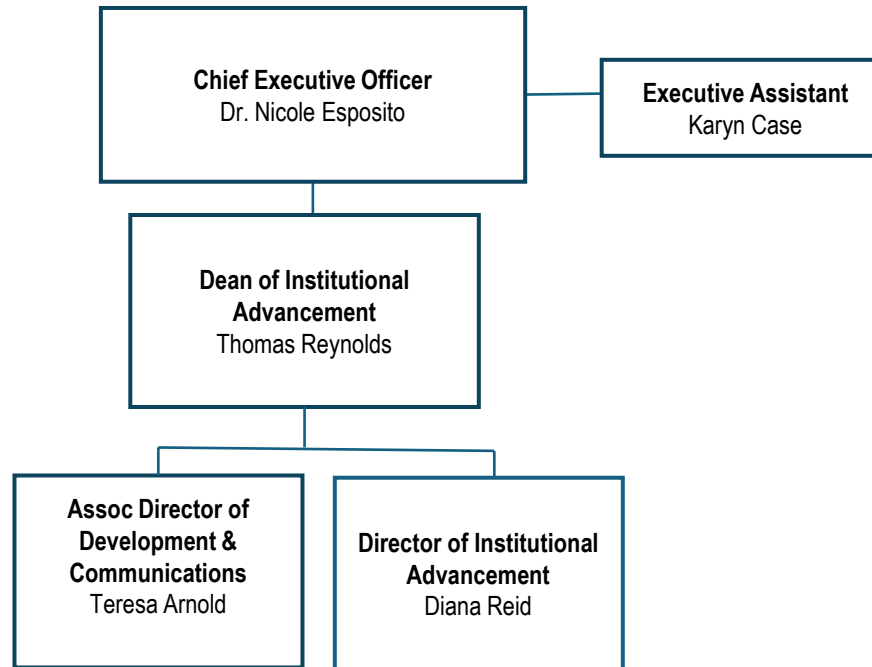 Chief Executive Officer
Dr. Nicole Esposito
Executive Assistant
Karyn Case
Dean of Institutional
Advancement
Thomas Reynolds
Assoc Director of
Development &
Communications
Teresa Arnold
Director of Institutional
Advancement
Diana Reid